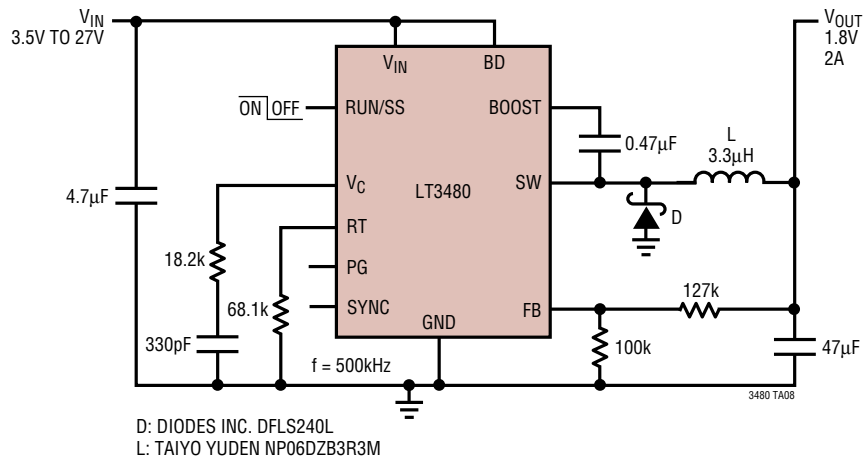 VIN
3.5V TO 27V
VOUT
1.8V
2A
VIN
BD
ON OFF
RUN/SS
BOOST
0.47µF
L
3.3µH
4.7µF
VC
LT3480
SW
D
RT
18.2k
PG
127k
68.1k
SYNC
FB
GND
330pF
f = 500kHz
100k
47µF
3480 TA08
D: DIODES INC. DFLS240L
L: TAIYO YUDEN NP06DZB3R3M